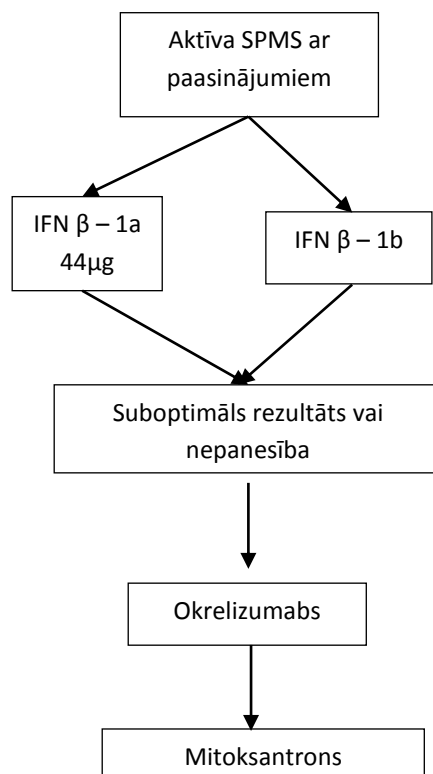 Aktīva SPMS ar
paasinājumiem
IFN β – 1a
44µg
IFN β – 1b
Suboptimāls rezultāts vai
nepanesība
Okrelizumabs
Mitoksantrons